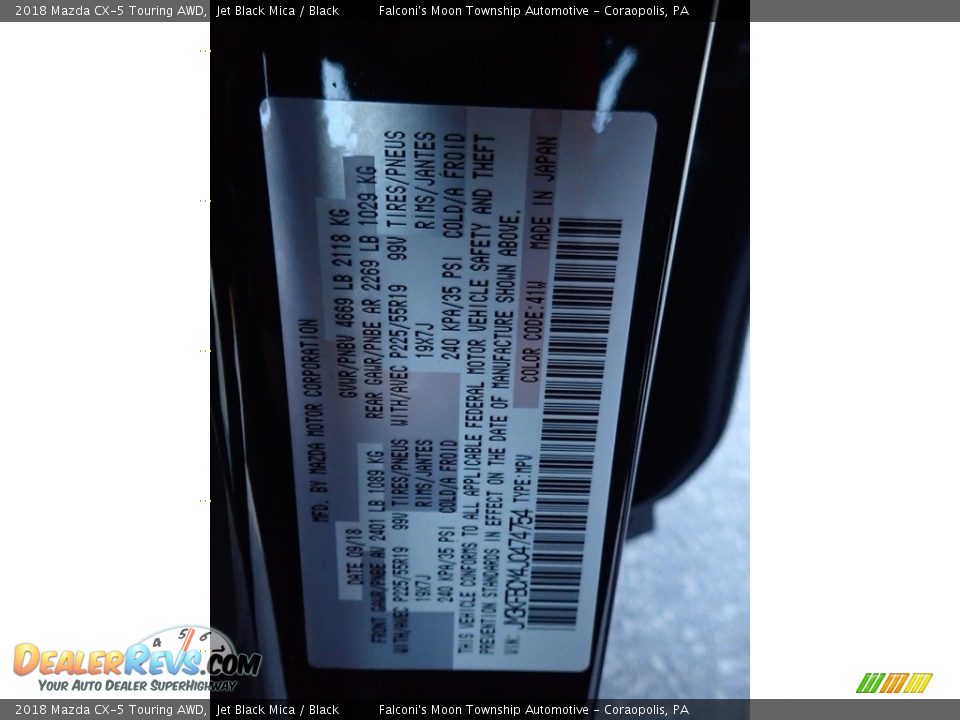 2018 Mazda CX-5 Touring AWD, Jet Black Mica / Black Falconi's Moon Township Automotive - Coraopolis, PA
MFD. BY MAZDA MOTOR CORPORATION
DATE 09/18 GVWR/PNBV 4669 LB 2118 KG
FRONT GAWR/PNBE AV 2401 LB 1089 KG REAR GAWR/PNBE AR 2269 LB 1029 KG
WITH/AVEC P225/55R19 99V TIRES/PNEUS WITH/AVEC P225/55R19 99V TIRES/PNEUS
19X7J RIMS/JANTES 19X7J RIMS/JANTES
240 KPA/35 PSI COLD/A FROID 240 KPA/35 PSI COLD/A FROID
THIS VEHICLE CONFORMS TO ALL APPLICABLE FEDERAL MOTOR VEHICLE SAFETY AND THEFT
PREVENTION STANDARDS IN EFFECT ON THE DATE OF MANUFACTURE SHOWN ABOVE.
VIN: JM3KFBCM4J0474754 TYPE:MPV COLOR CODE:41W MADE IN JAPAN
DEALERREVS.COM
YOUR AUTO DEALER SUPERHIGHWAY
2018 Mazda CX-5 Touring AWD, Jet Black Mica / Black Falconi's Moon Township Automotive - Coraopolis, PA